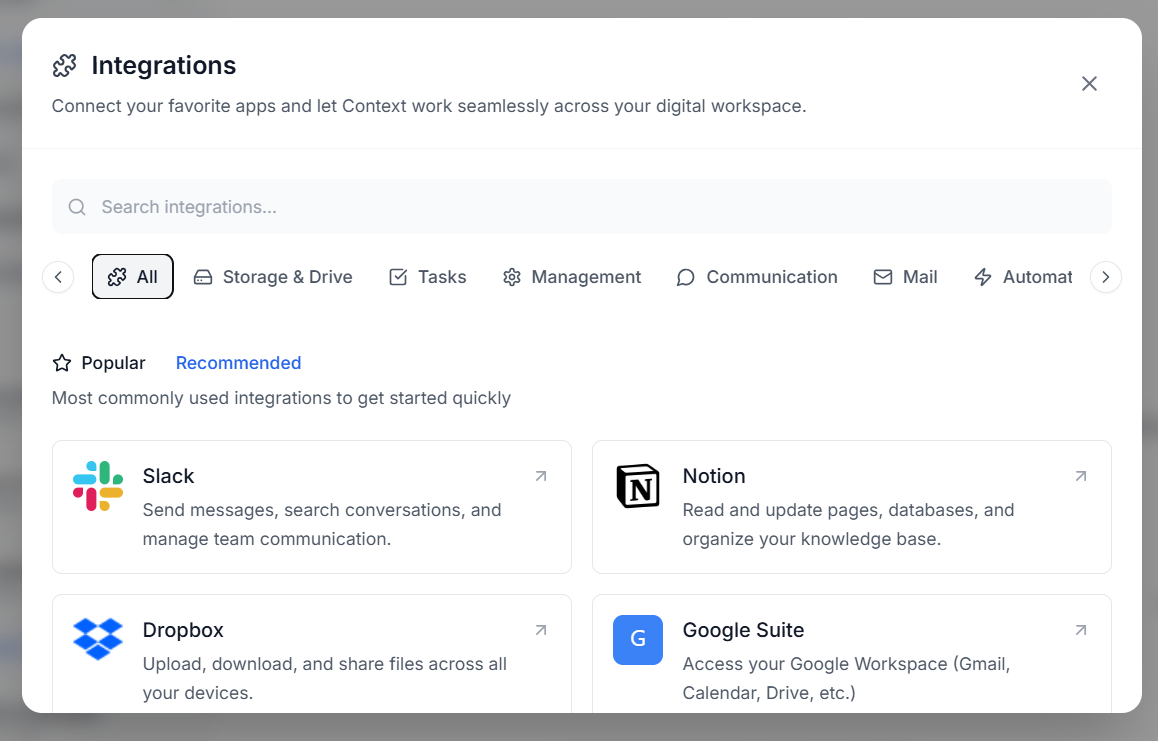 Integrations
Connect your favorite apps and let Context work seamlessly across your digital workspace.
Search integrations...
All Storage & Drive Tasks Management Communication Mail Automat
Popular Recommended
Most commonly used integrations to get started quickly
Slack
Send messages, search conversations, and
manage team communication.
N
Notion
Read and update pages, databases, and
organize your knowledge base.
Dropbox
Upload, download, and share files across all
your devices.
G
Google Suite
Access your Google Workspace (Gmail,
Calendar, Drive, etc.)